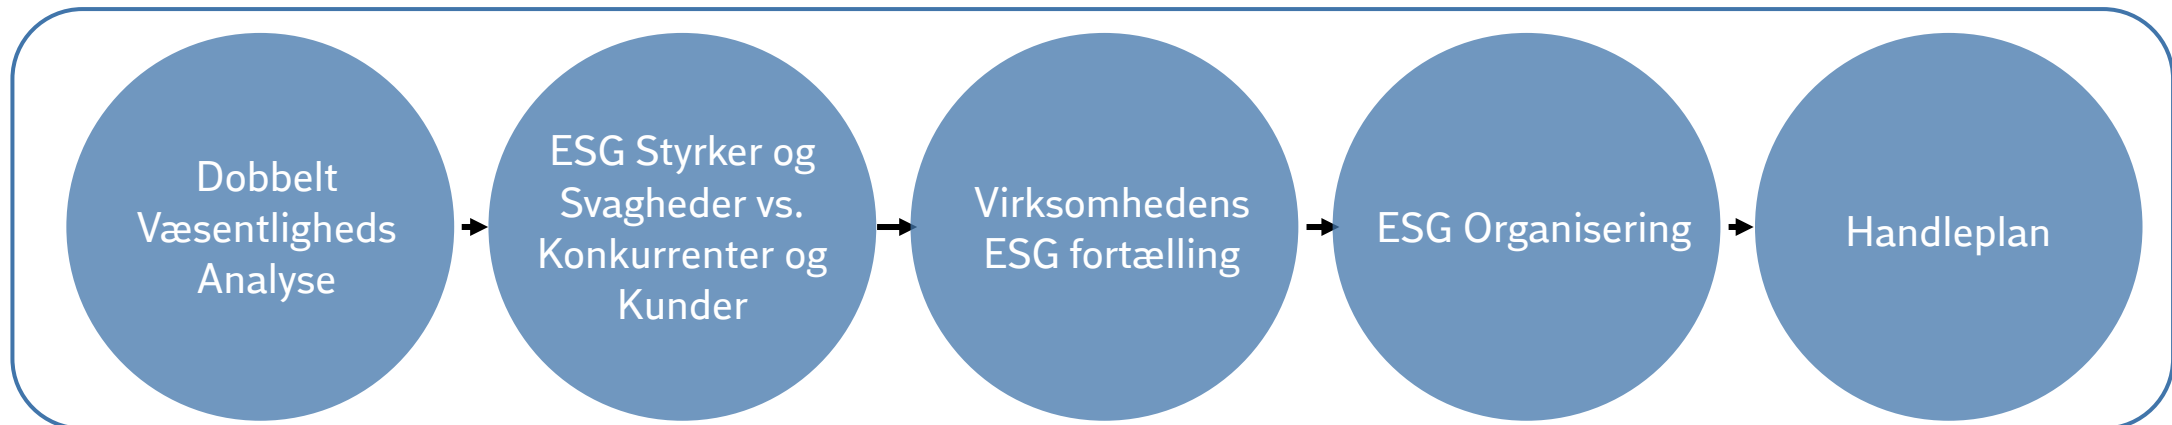 Dobbelt
Væsentligheds
Analyse
ESG Styrker og
Svagheder vs.
Konkurrenter og
Kunder
Virksomhedens
ESG fortælling
ESG Organisering
Handleplan